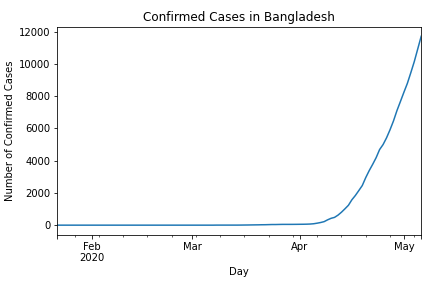 Confirmed Cases in Bangladesh
Number of Confirmed Cases
12000
10000
8000
6000
4000
2000
0
Feb
2020
Mar
Apr
May
Day